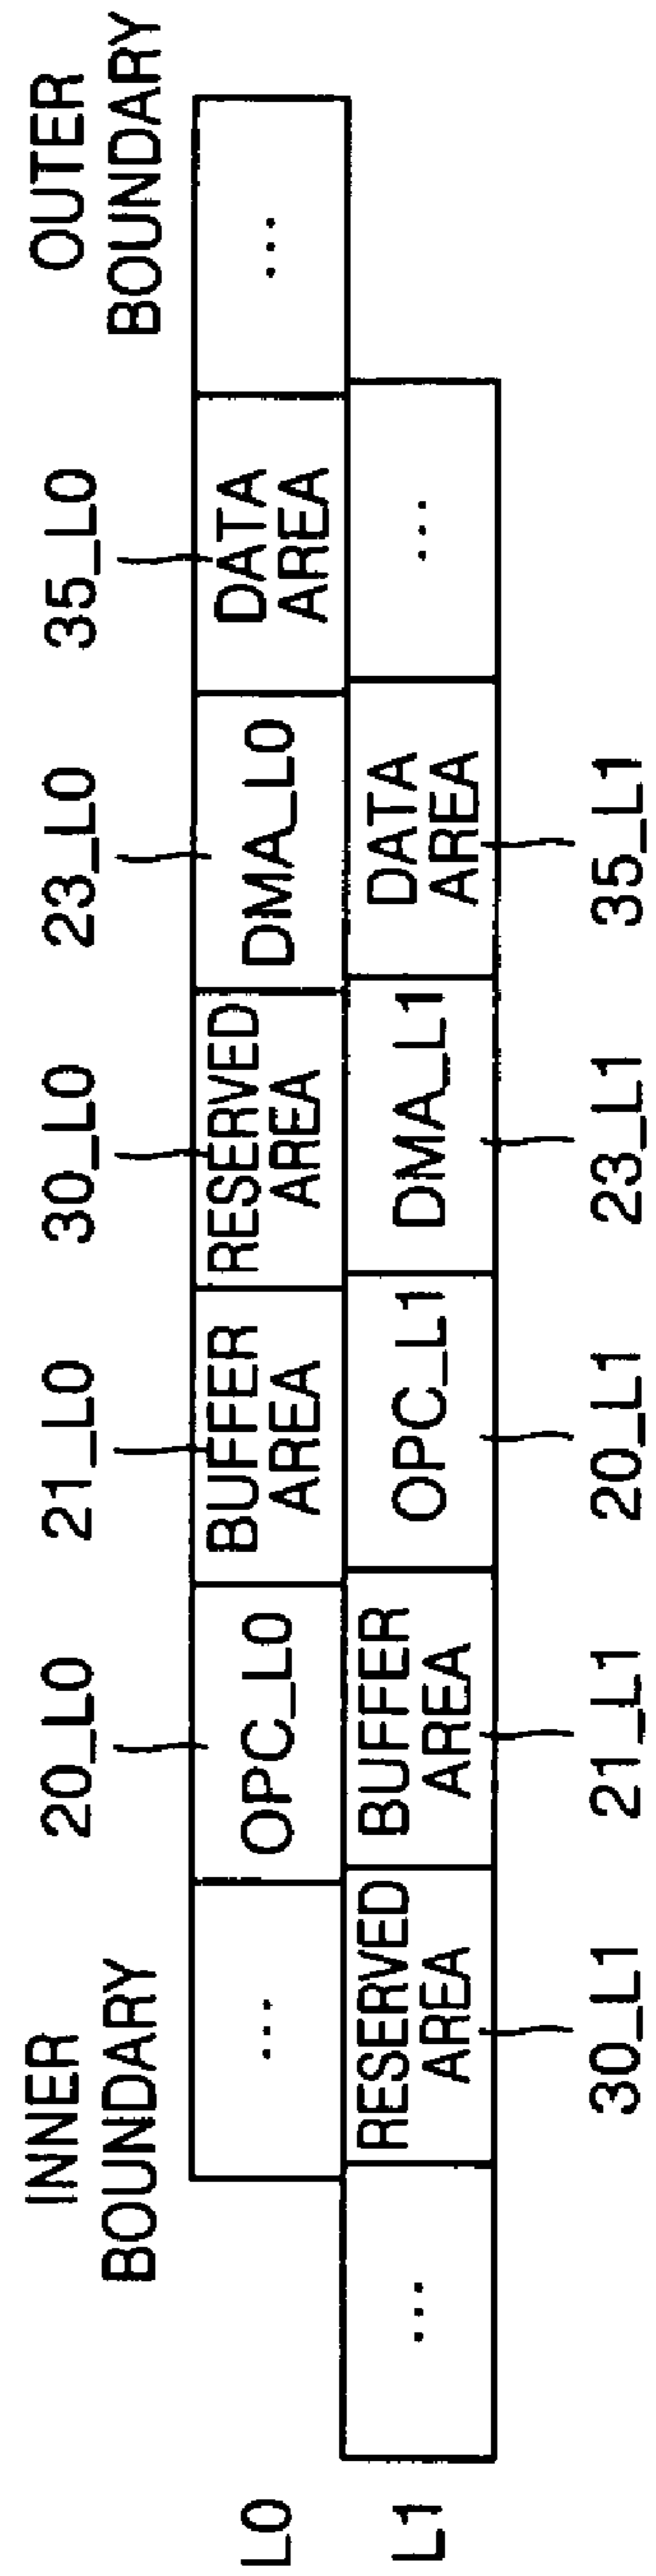 INNER
BOUNDARY
OUTER
BOUNDARY
20_L0
21_L0
30_L0
23_L0
35_L0
L0
...
OPC_L0
BUFFER
AREA
RESERVED
AREA
DMA_L0
DATA
AREA
...
L1
...
RESERVED
AREA
BUFFER
AREA
OPC_L1
DMA_L1
DATA
AREA
...
30_L1
21_L1
20_L1
23_L1
35_L1